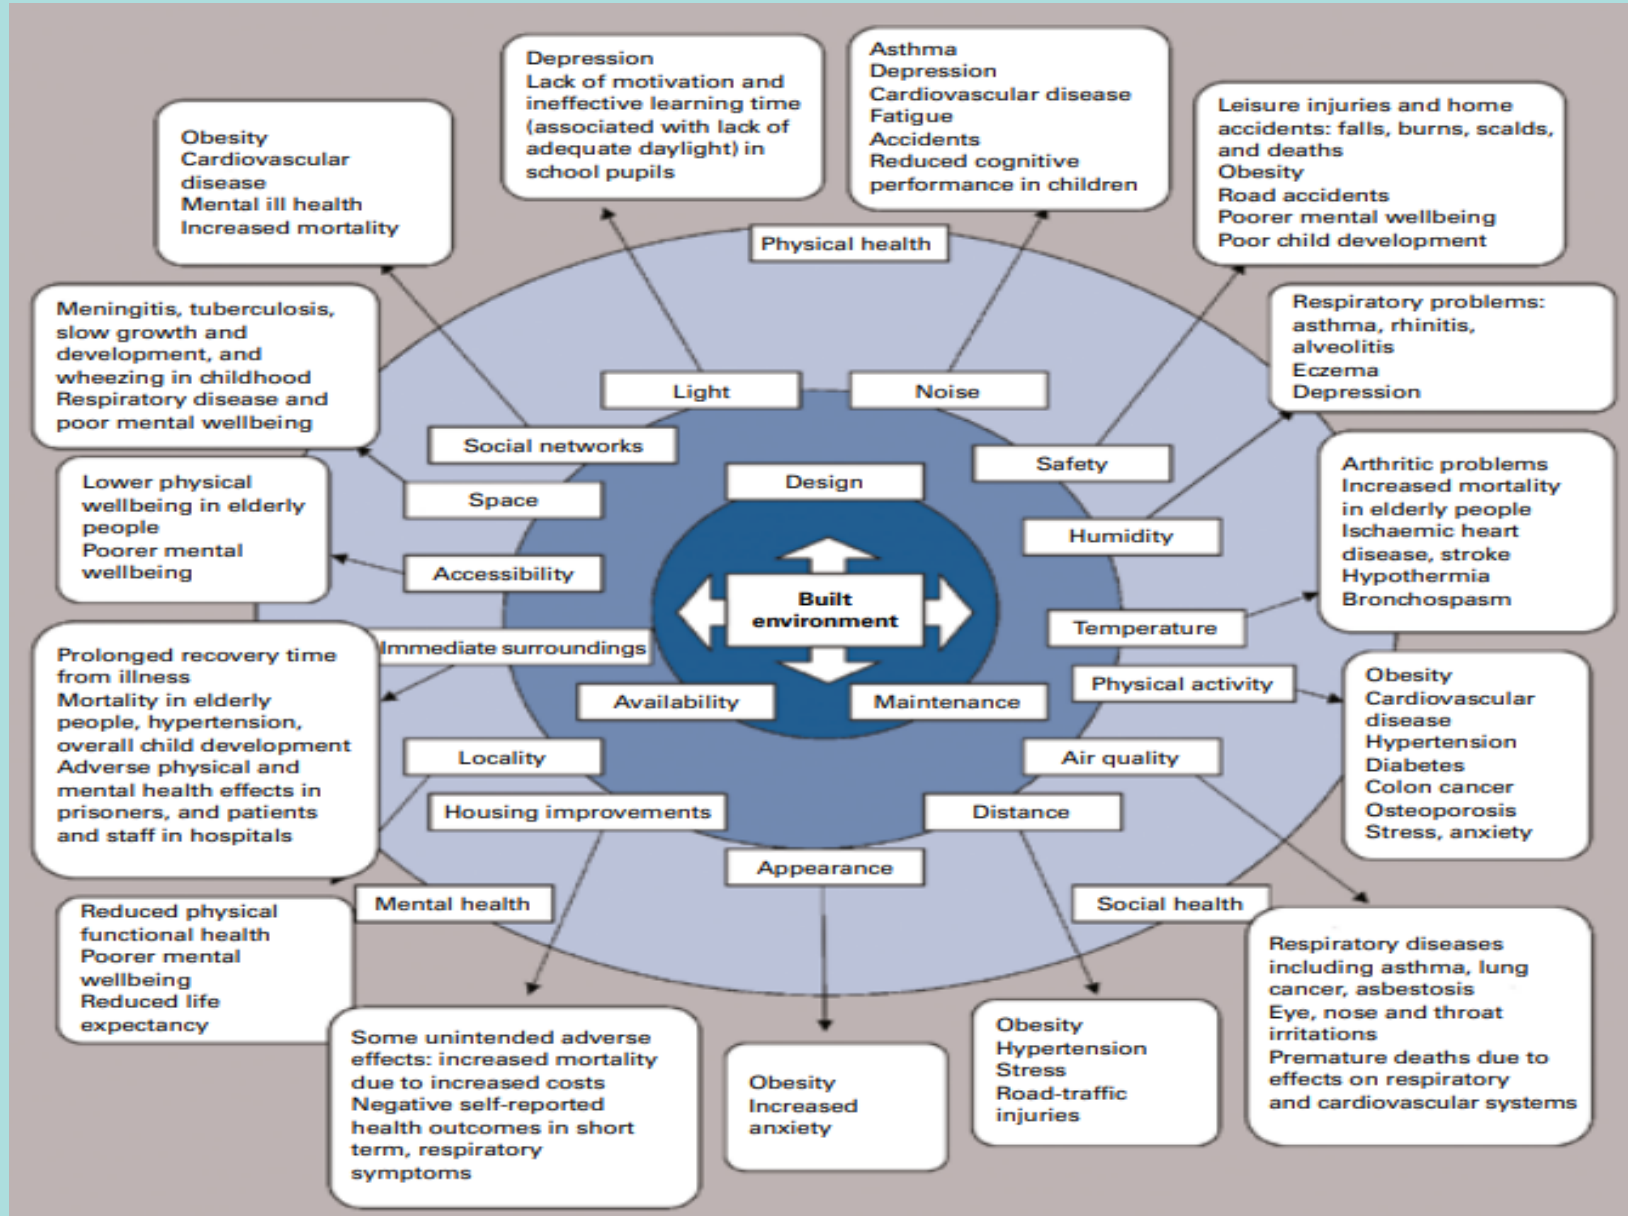 Depression
Lack of motivation and
ineffective learning time
(associated with lack of
adequate daylight) in
school pupils
Asthma
Depression
Cardiovascular disease
Fatigue
Accidents
Reduced cognitive
performance in children
Obesity
Cardiovascular
disease
Mental ill health
Increased mortality
Leisure injuries and home
accidents: falls, burns, scalds,
and deaths
Obesity
Road accidents
Poorer mental wellbeing
Poor child development
Physical health
Meningitis, tuberculosis,
slow growth and
development, and
wheezing in childhood
Respiratory disease and
poor mental wellbeing
Respiratory problems:
asthma, rhinitis,
alveolitis
Eczema
Depression
Light
Noise
Social networks
Safety
Space
Design
Humidity
Lower physical
wellbeing in elderly
people
Poorer mental
wellbeing
Accessibility
Arthritic problems
Increased mortality
in elderly people
Ischaemic heart
disease, stroke
Hypothermia
Bronchospasm
Built
environment
Temperature
Immediate surroundings
Prolonged recovery time
from illness
Mortality in elderly
people, hypertension,
overall child development
Adverse physical and
mental health effects in
prisoners, and patients
and staff in hospitals
Availability
Maintenance
Physical activity
Obesity
Cardiovascular
disease
Hypertension
Diabetes
Colon cancer
Osteoporosis
Stress, anxiety
Locality
Air quality
Housing improvements
Distance
Appearance
Mental health
Social health
Reduced physical
functional health
Poorer mental
wellbeing
Reduced life
expectancy
Some unintended adverse
effects: increased mortality
due to increased costs
Negative self-reported
health outcomes in short
term, respiratory
symptoms
Obesity
Increased
anxiety
Obesity
Hypertension
Stress
Road-traffic
injuries
Respiratory diseases
including asthma, lung
cancer, asbestosis
Eye, nose and throat
irritations
Premature deaths due to
effects on respiratory
and cardiovascular systems